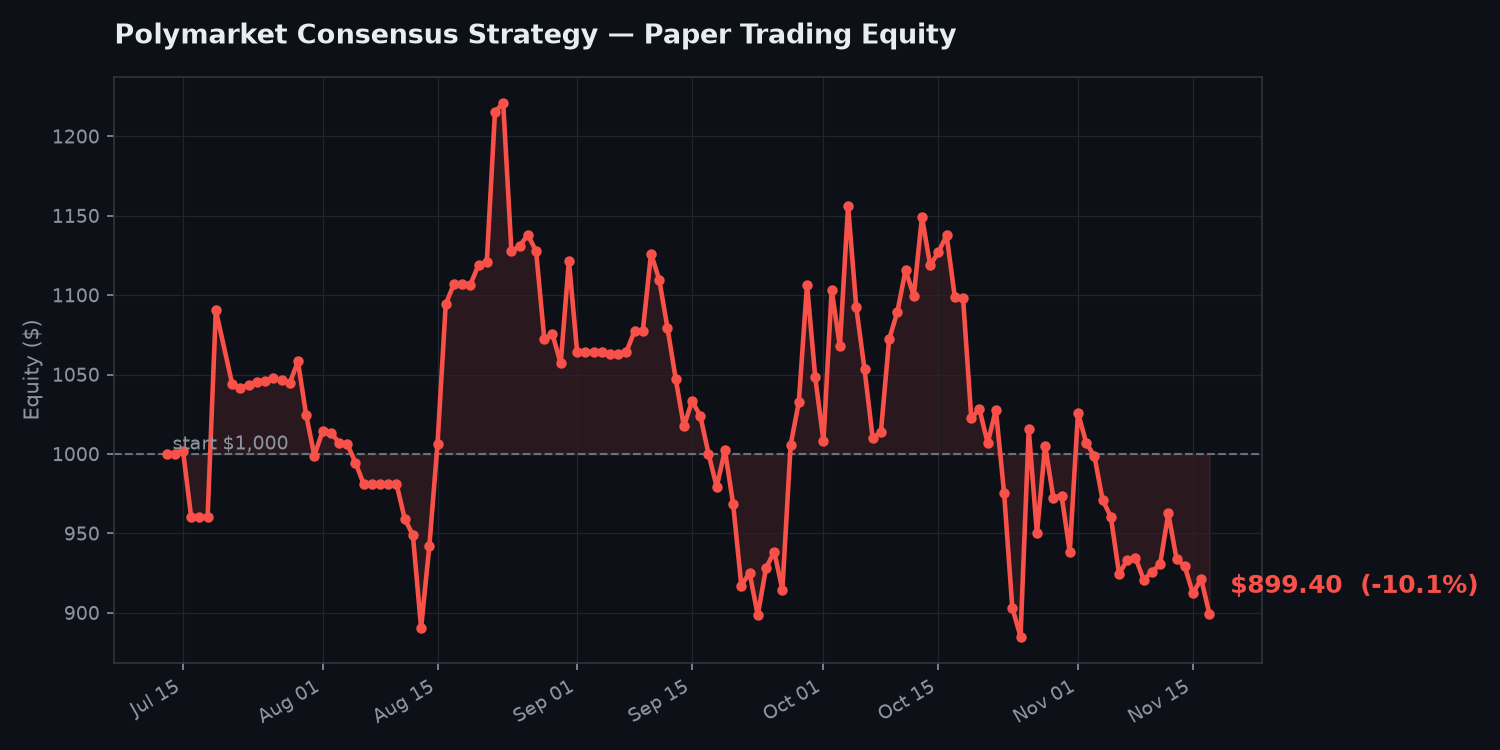 Polymarket Consensus Strategy — Paper Trading Equity
Equity ($)
1200
1150
1100
1050
1000
950
900
start $1,000
$899.40 (-10.1%)
Jul 15
Aug 01
Aug 15
Sep 01
Sep 15
Oct 01
Oct 15
Nov 01
Nov 15